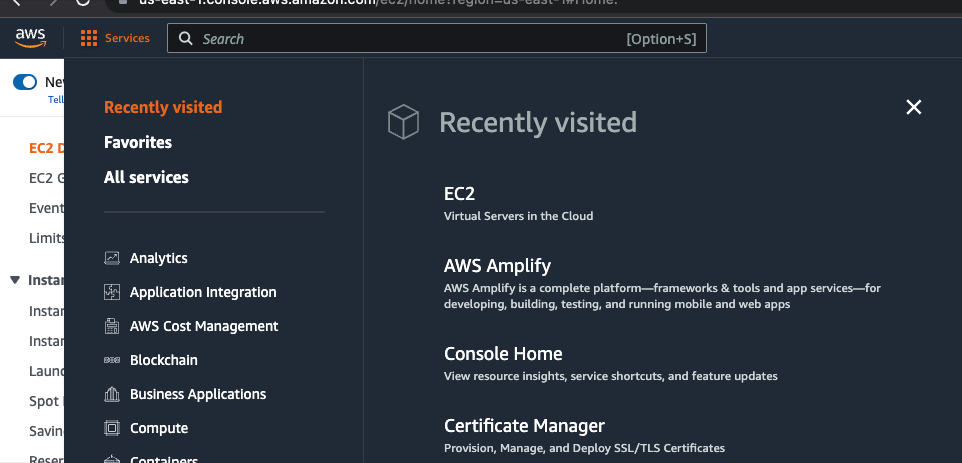 us-east-1.console.aws.amazon.com/ec2/home?region=us-east-1#Home:
aws
Services
Search
[Option+S]
New
Tell
EC2 D
EC2 G
Event
Limits
Instan
Instan
Instan
Launc
Spot
Savin
Reser
Recently visited
Favorites
All services
Analytics
Application Integration
AWS Cost Management
Blockchain
Business Applications
Compute
Containers
Recently visited
EC2
Virtual Servers in the Cloud
AWS Amplify
AWS Amplify is a complete platform—frameworks & tools and app services—for
developing, building, testing, and running mobile and web apps
Console Home
View resource insights, service shortcuts, and feature updates
Certificate Manager
Provision, Manage, and Deploy SSL/TLS Certificates